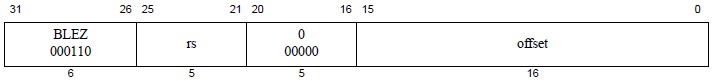 31 26 25 21 20 16 15 0
BLEZ 0
000110 rs 00000 offset
6 5 5 16